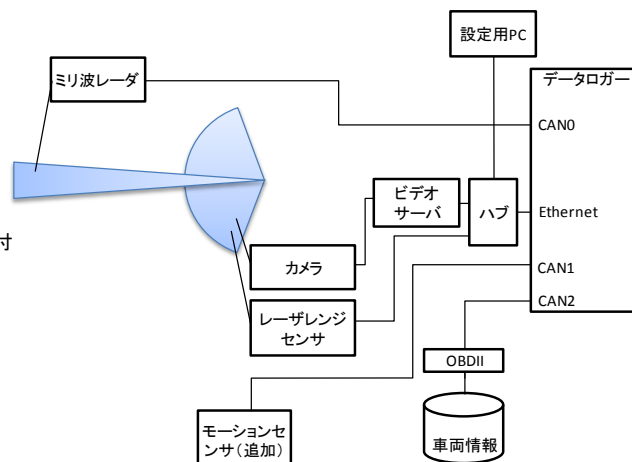 設定用PC
ミリ波レーダ
データロガー
CAN0
ビデオ
サーバ
ハブ
Ethernet
付
カメラ
CAN1
レーザレンジ
センサ
CAN2
OBDII
モーションセ
ンサ(追加)
車両情報